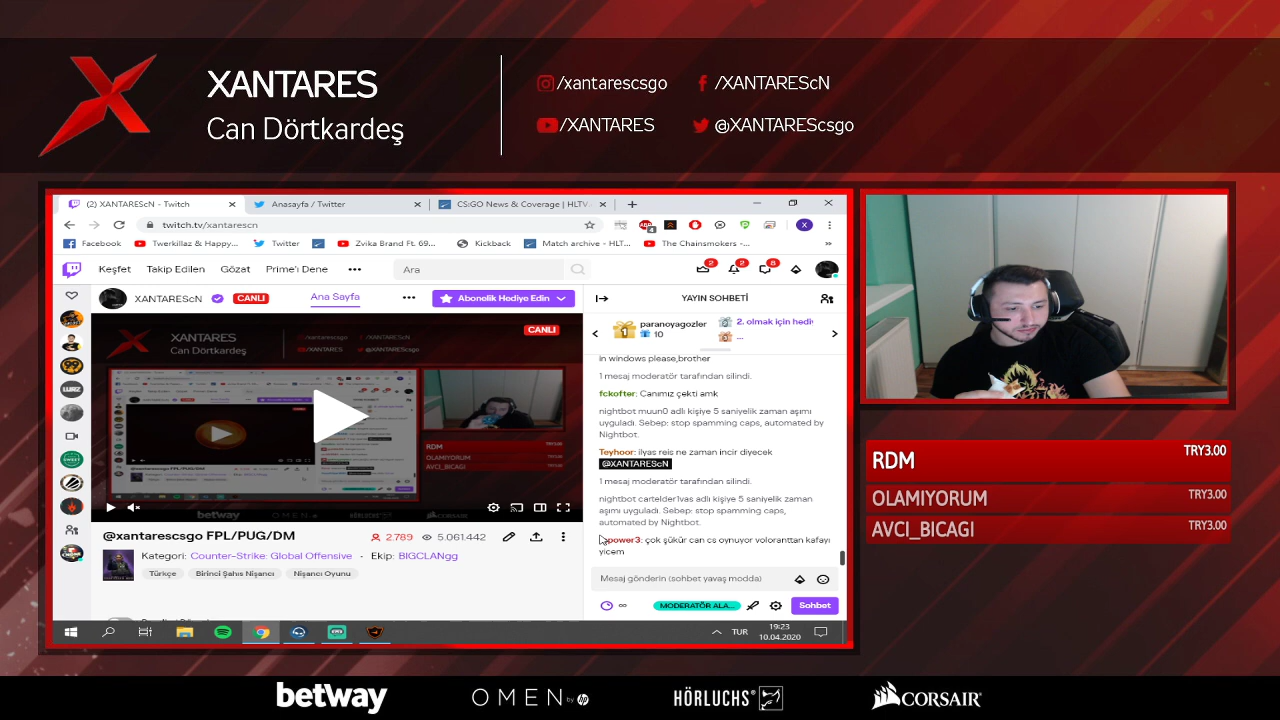 XANTARES
Can Dörtkardeş
/xantarescsgo
/XANTAREScN
/XANTARES
@XANTAREScsgo
(2) XANTAREScN - Twitch
Anasayfa / Twitter
CS:GO News & Coverage | HLTV.
twitch.tv/xantarescn
Facebook
Twerkillaz & Happy...
Twitter
Zvika Brand Ft. 69...
Kickback
Match archive - HLT...
The Chainsmokers -...
Keşfet
Takip Edilen
Gözat
Prime'i Dene
Ara
2
2
8
XANTAREScN
CANLI
Ana Sayfa
Abonelik Hediye Edin
YAYIN SOHBETİ
XANTARES
Can Dörtkardeş
CANLI
RDM
OLAMIYORUM
AVCI_BICAGI
betway
@xantarescsgo FPL/PUG/DM
2.789
5.061.442
Kategori: Counter-Strike: Global Offensive - Ekip: BIGCLANgg
Türkçe
Birinci Şahıs Nişancı
Nişancı Oyunu
1
paranoyagozler
10
2. olmak için hedi
...
in windows please,brother
1 mesaj moderatör tarafından silindi.
fckofter: Canımız çekti amk
nightbot muun0 adlı kişiye 5 saniyelik zaman aşımı
uyguladı. Sebep: stop spamming caps, automated by
Nightbot.
Teyhoor: ilyas reis ne zaman incir diyecek
@XANTAREScN
1 mesaj moderatör tarafından silindi.
nightbot cartelder1vas adlı kişiye 5 saniyelik zaman
aşımı uyguladı. Sebep: stop spamming caps,
automated by Nightbot.
power3: çok şükür can cs oynuyor voloranttan kafayı
yicem
Mesaj gönderin (sohbet yavaş modda)
MODERATÖR ALA...
Sohbet
TUR
19:23
10.04.2020
RDM
TRY3.00
OLAMIYORUM
TRY3.00
AVCI_BICAGI
TRY3.00
betway
OMEN by hp
HÖRLUCHS®
CORSAIR